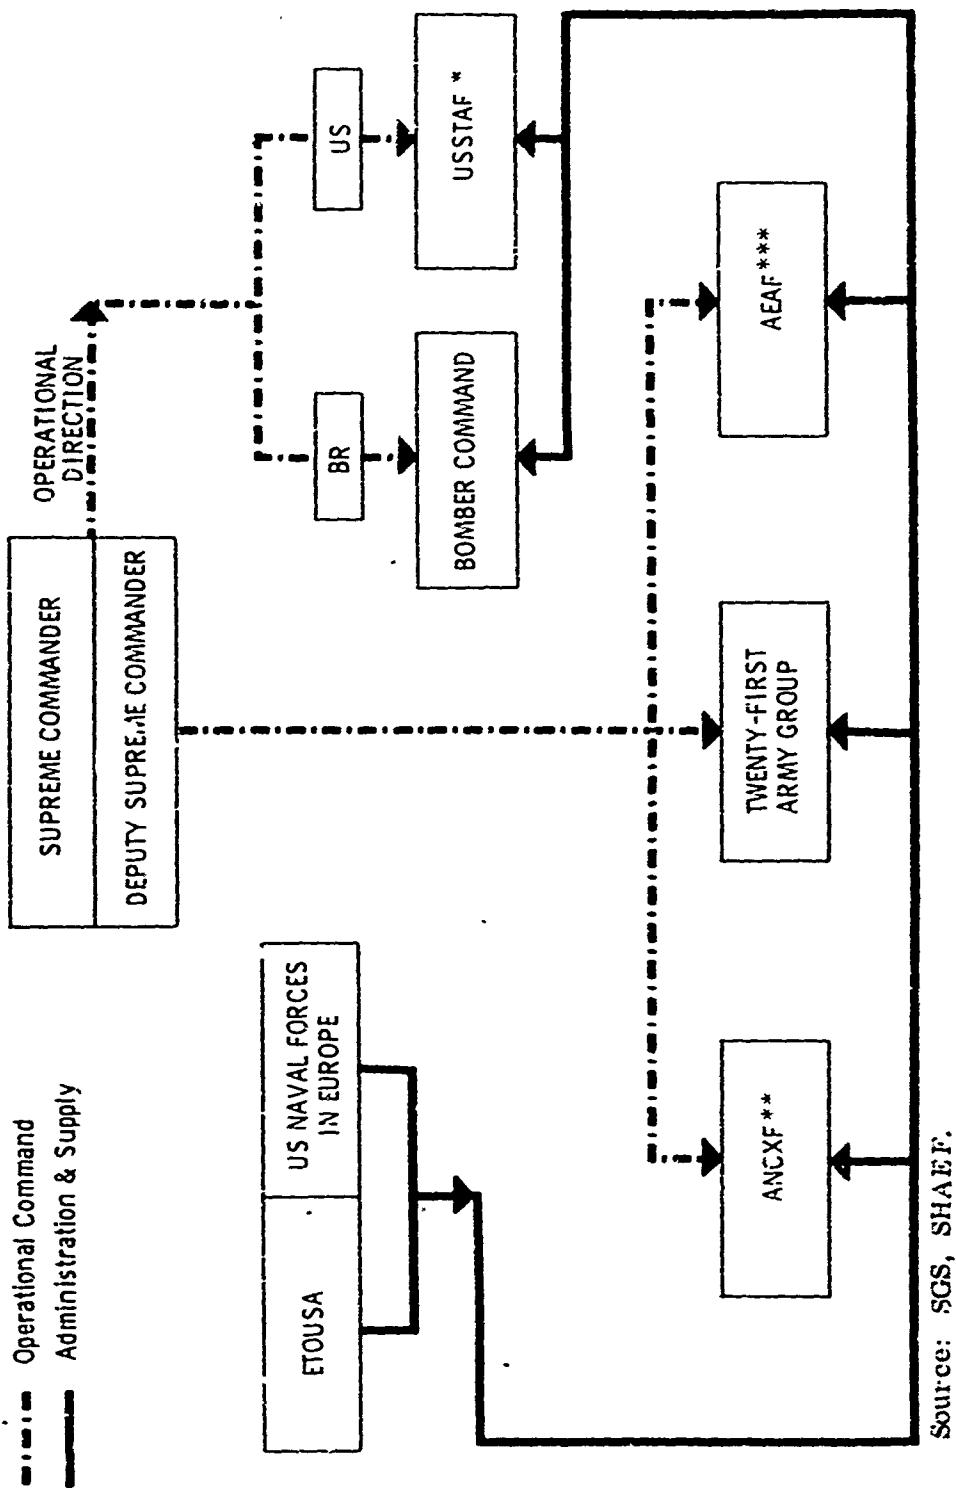 Operational Command
Administration & Supply
SUPREME COMMANDER
DEPUTY SUPREME COMMANDER
OPERATIONAL
DIRECTION
BR
US
BOMBER COMMAND
USSTAF *
ETOUSA
US NAVAL FORCES
IN EUROPE
ANCXF**
TWENTY-FIRST
ARMY GROUP
AEAF***
Source: SGS, SHAEF.